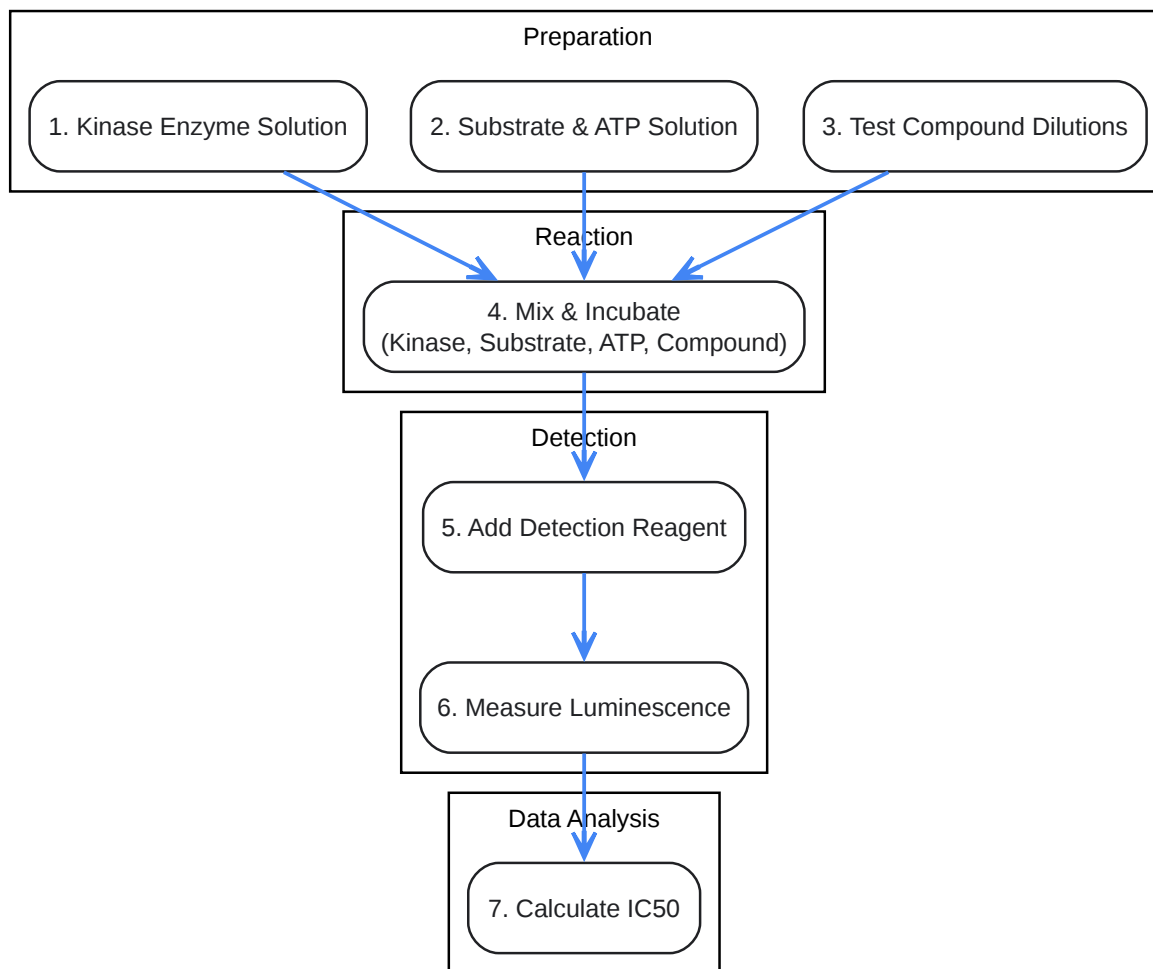 Preparation
1. Kinase Enzyme Solution
2. Substrate & ATP Solution
3. Test Compound Dilutions
Reaction
4. Mix & Incubate
(Kinase, Substrate, ATP, Compound)
Detection
5. Add Detection Reagent
6. Measure Luminescence
Data Analysis
7. Calculate IC50